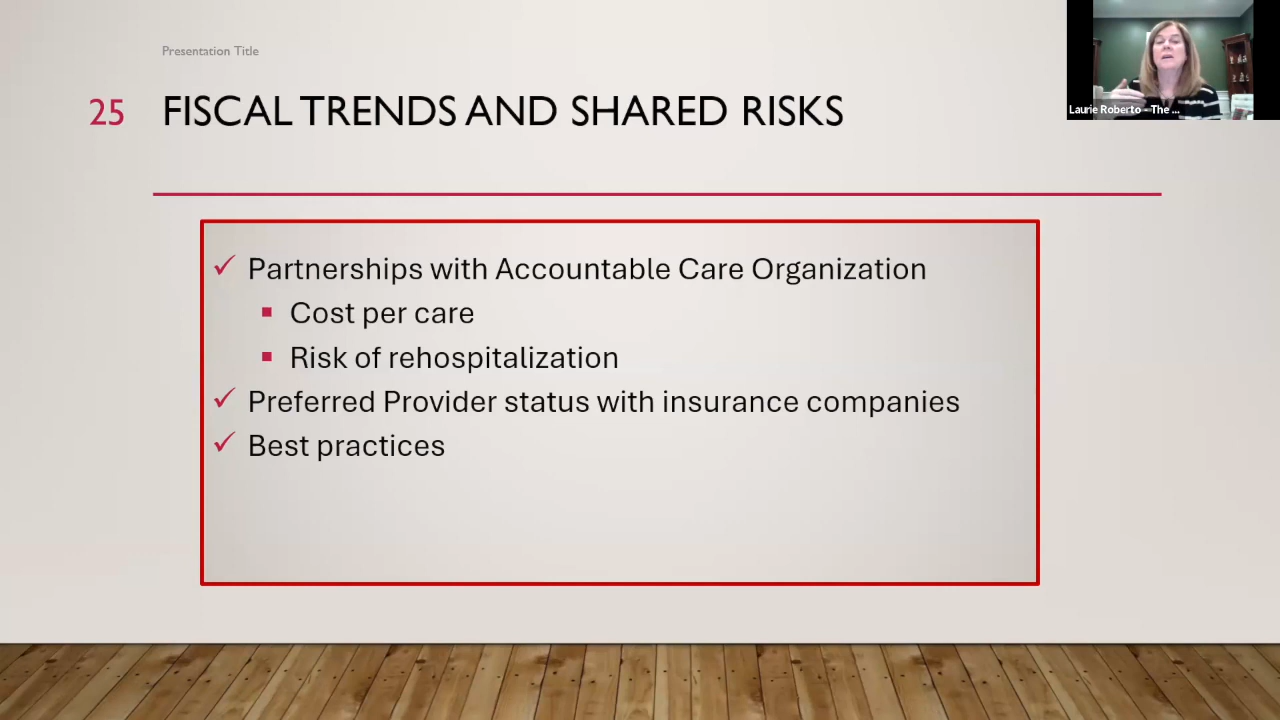 Presentation Title
25 FISCAL TRENDS AND SHARED RISKS
Laurie Roberto - The ...
Partnerships with Accountable Care Organization
Cost per care
Risk of rehospitalization
Preferred Provider status with insurance companies
Best practices